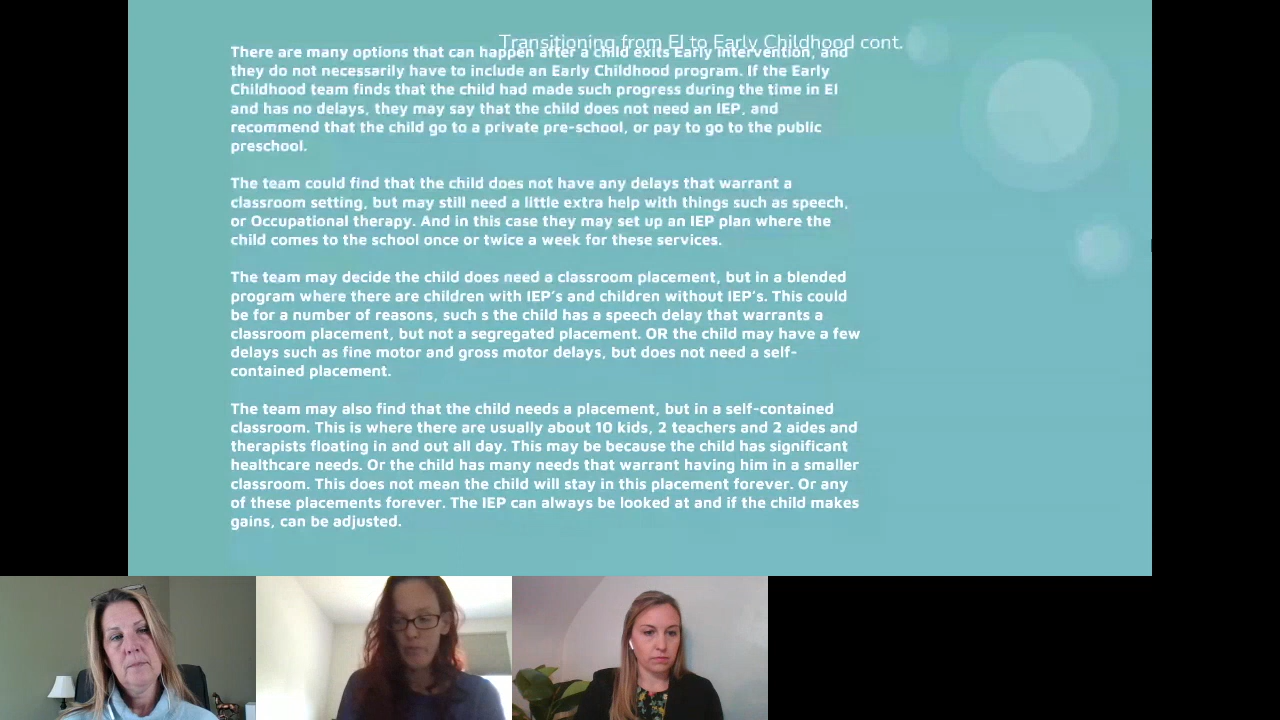 Transitioning from EI to Early Childhood cont.
There are many options that can happen after a child exits Early Intervention, and
they do not necessarily have to include an Early Childhood program. If the Early
Childhood team finds that the child had made such progress during the time in EI
and has no delays, they may say that the child does not need an IEP, and
recommend that the child go to a private pre-school, or pay to go to the public
preschool.
The team could find that the child does not have any delays that warrant a
classroom setting, but may still need a little extra help with things such as speech,
or Occupational therapy. And in this case they may set up an IEP plan where the
child comes to the school once or twice a week for these services.
The team may decide the child does need a classroom placement, but in a blended
program where there are children with IEP's and children without IEP's. This could
be for a number of reasons, such s the child has a speech delay that warrants a
classroom placement, but not a segregated placement. OR the child may have a few
delays such as fine motor and gross motor delays, but does not need a self-
contained placement.
The team may also find that the child needs a placement, but in a self-contained
classroom. This is where there are usually about 10 kids, 2 teachers and 2 aides and
therapists floating in and out all day. This may be because the child has significant
healthcare needs. Or the child has many needs that warrant having him in a smaller
classroom. This does not mean the child will stay in this placement forever. Or any
of these placements forever. The IEP can always be looked at and if the child makes
gains, can be adjusted.